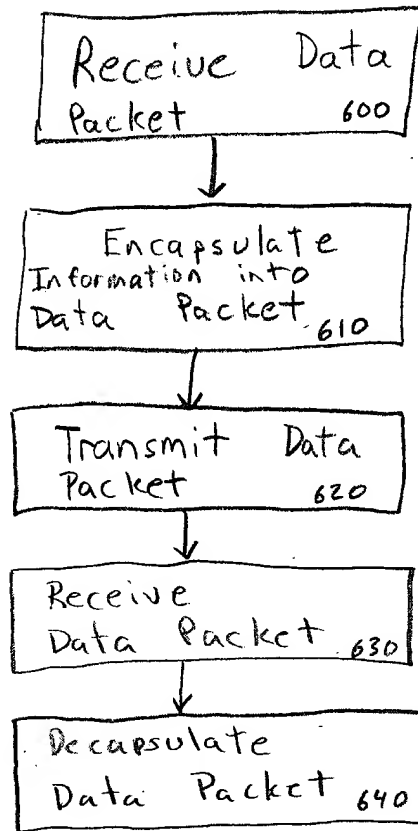 Receive Data
Packet 600
Encapsulate
Information into
Data Packet
610
Transmit Data
Packet 620
Receive
Data Packet 630
Decapsulate
Data Packet 640